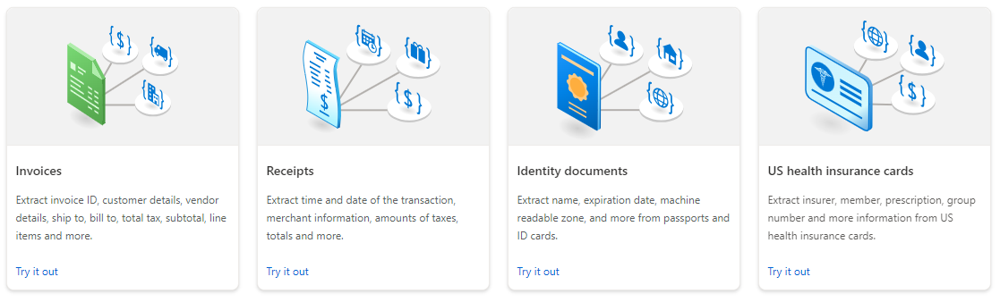 Invoices
Extract invoice ID, customer details, vendor
details, ship to, bill to, total tax, subtotal, line
items and more.
Try it out
Receipts
Extract time and date of the transaction,
merchant information, amounts of taxes,
totals and more.
Try it out
Identity documents
Extract name, expiration date, machine
readable zone, and more from passports and
ID cards.
Try it out
US health insurance cards
Extract insurer, member, prescription, group
number and more information from US
health insurance cards.
Try it out